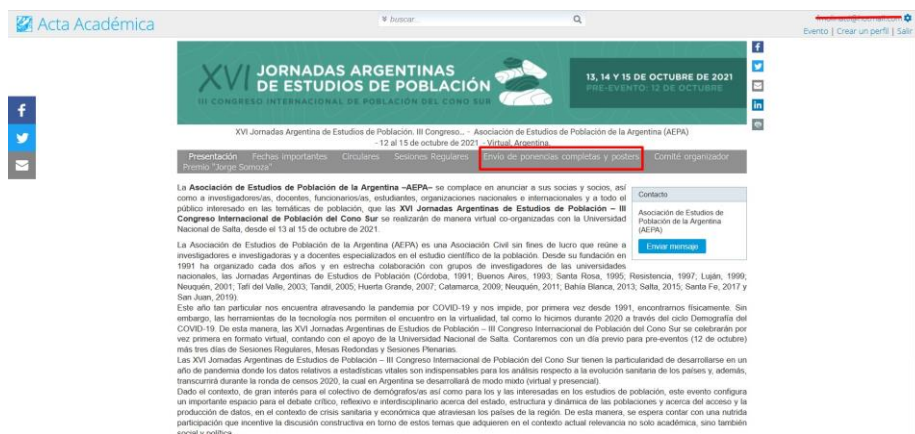 Acta Académica
buscar...
Evento | Crear un perfil | Salir
XVI JORNADAS ARGENTINAS
DE ESTUDIOS DE POBLACIÓN
III CONGRESO INTERNACIONAL DE POBLACIÓN DEL CONO SUR
13, 14 Y 15 DE OCTUBRE DE 2021
PRE-EVENTO: 12 DE OCTUBRE
XVI Jornadas Argentina de Estudios de Población. III Congreso... - Asociación de Estudios de Población de la Argentina (AEPA)
- 12 al 15 de octubre de 2021. - Virtual, Argentina.
Presentación Fechas importantes Circulares Sesiones Regulares Envío de ponencias completas y posters Comité organizador
Premio "Jorge Somoza"
La Asociación de Estudios de Población de la Argentina –AEPA– se complace en anunciar a sus socias y socios, así
como a investigadores/as, docentes, funcionarios/as, estudiantes, organizaciones nacionales e internacionales y a todo el
público interesado en las temáticas de población, que las XVI Jornadas Argentinas de Estudios de Población – III
Congreso Internacional de Población del Cono Sur se realizarán de manera virtual co-organizadas con la Universidad
Nacional de Salta, desde el 13 al 15 de octubre de 2021.
Contacto
Asociación de Estudios de
Población de la Argentina
(AEPA)
Enviar mensaje
La Asociación de Estudios de Población de la Argentina (AEPA) es una Asociación Civil sin fines de lucro que reúne a
investigadores e investigadoras y a docentes especializados en el estudio científico de la población. Desde su fundación en
1991 ha organizado cada dos años y en estrecha colaboración con grupos de investigadores de las universidades
nacionales, las Jornadas Argentinas de Estudios de Población (Córdoba, 1991; Buenos Aires, 1993; Santa Rosa, 1995; Resistencia, 1997; Luján, 1999;
Neuquén, 2001; Tafí del Valle, 2003; Tandil, 2005; Huerta Grande, 2007; Catamarca, 2009; Neuquén, 2011; Bahía Blanca, 2013; Salta, 2015; Santa Fe, 2017 y
San Juan, 2019).
Este año tan particular nos encuentra atravesando la pandemia por COVID-19 y nos impide, por primera vez desde 1991, encontrarnos físicamente. Sin
embargo, las herramientas de la tecnología nos permiten el encuentro en la virtualidad, tal como lo hicimos durante 2020 a través del ciclo Demografía del
COVID-19. De esta manera, las XVI Jornadas Argentinas de Estudios de Población – III Congreso Internacional de Población del Cono Sur se celebrarán por
vez primera en formato virtual, contando con el apoyo de la Universidad Nacional de Salta. Contaremos con un día previo para pre-eventos (12 de octubre)
más tres días de Sesiones Regulares, Mesas Redondas y Sesiones Plenarias.
Las XVI Jornadas Argentinas de Estudios de Población – III Congreso Internacional de Población del Cono Sur tienen la particularidad de desarrollarse en un
año de pandemia donde los datos relativos a estadísticas vitales son indispensables para los análisis respecto a la evolución sanitaria de los países y, además,
transcurrirá durante la ronda de censos 2020, la cual en Argentina se desarrollará de modo mixto (virtual y presencial).
Dado el contexto, de gran interés para el colectivo de demógrafos/as así como para los y las interesadas en los estudios de población, este evento configura
un importante espacio para el debate crítico, reflexivo e interdisciplinario acerca del estado, estructura y dinámica de las poblaciones y acerca del acceso y la
producción de datos, en el contexto de crisis sanitaria y económica que atraviesan los países de la región. De esta manera, se espera contar con una nutrida
participación que incentive la discusión constructiva en torno de estos temas que adquieren en el contexto actual relevancia no solo académica, sino también
social y política.